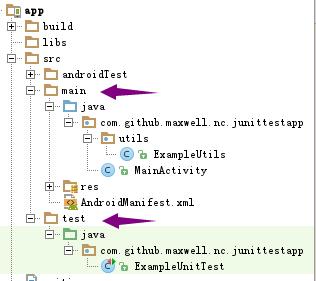 app
build
libs
src
androidTest
main
java
com.github.maxwell.nc.junittestapp
utils
ExampleUtils
MainActivity
res
AndroidManifest.xml
test
java
com.github.maxwell.nc.junittestapp
ExampleUnitTest